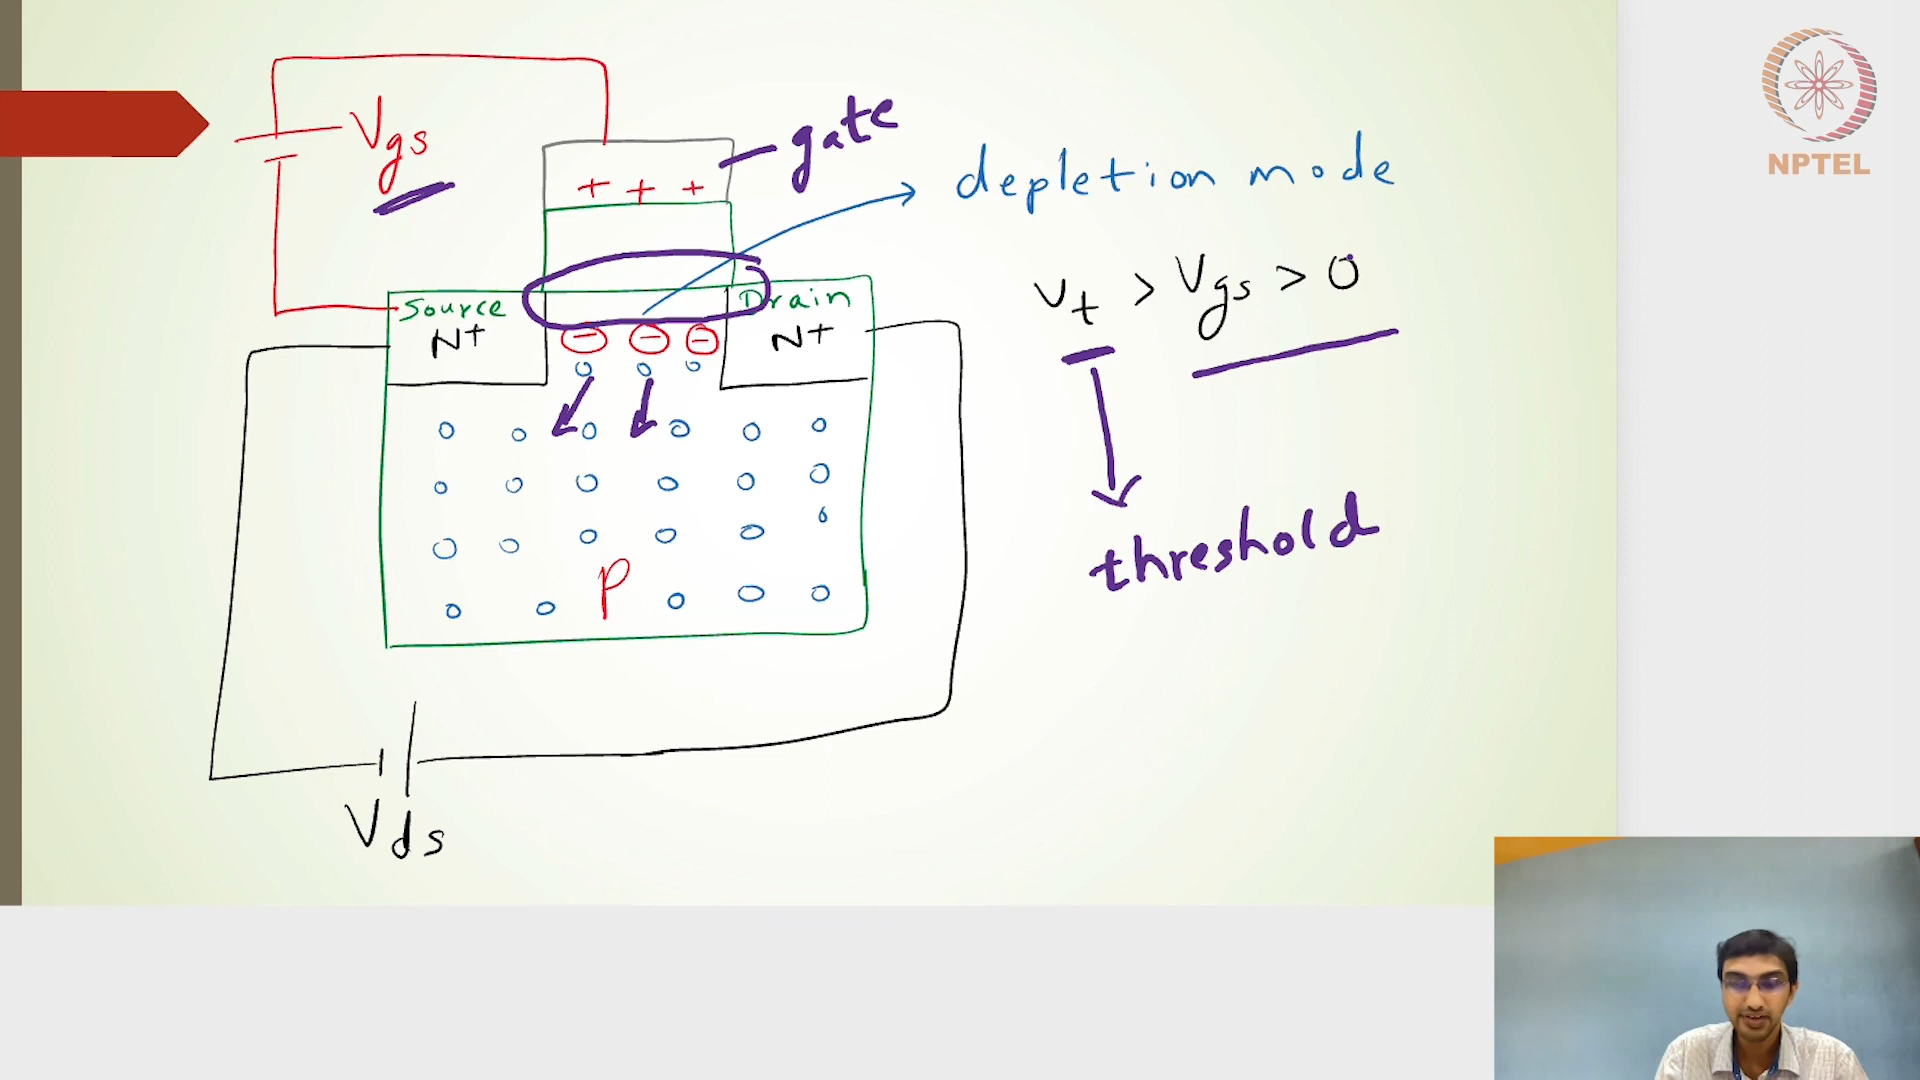 Vgs
gate
+ + +
depletion mode
Vt > Vgs > 0
Source
Drain
N+
N+
− − −
threshold
P
Vds
NPTEL